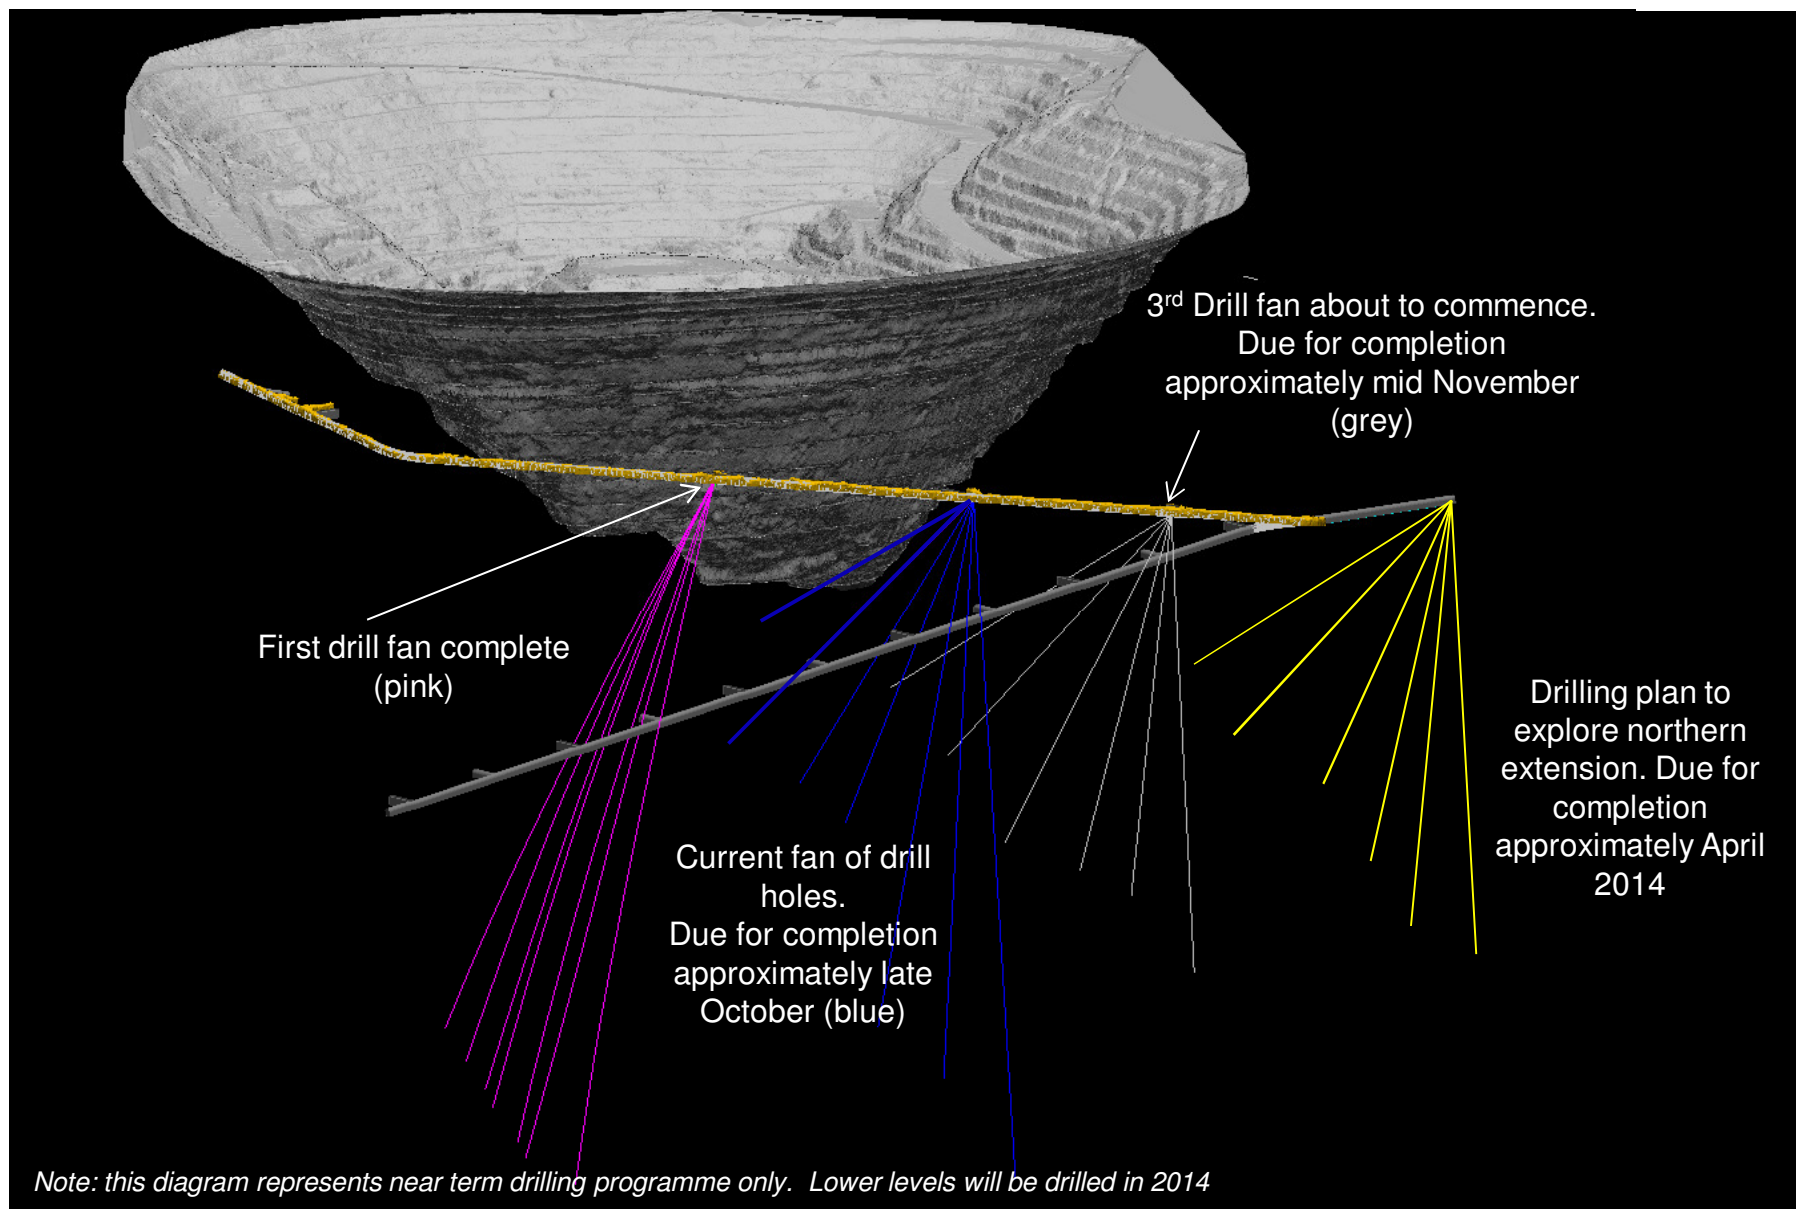 3rd Drill fan about to commence.
Due for completion
approximately mid November
(grey)
First drill fan complete
(pink)
Drilling plan to
explore northern
extension. Due for
completion
approximately April
2014
Current fan of drill
holes.
Due for completion
approximately late
October (blue)
Note: this diagram represents near term drilling programme only.  Lower levels will be drilled in 2014